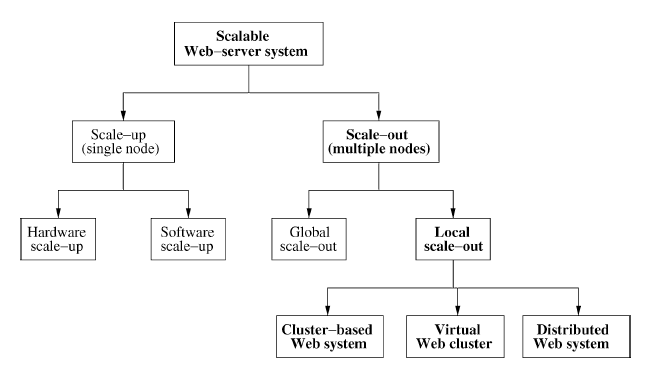 Scalable
Web−server system
Scale−up
(single node)
Scale−out
(multiple nodes)
Hardware
scale−up
Software
scale−up
Global
scale−out
Local
scale−out
Cluster−based
Web system
Virtual
Web cluster
Distributed
Web system